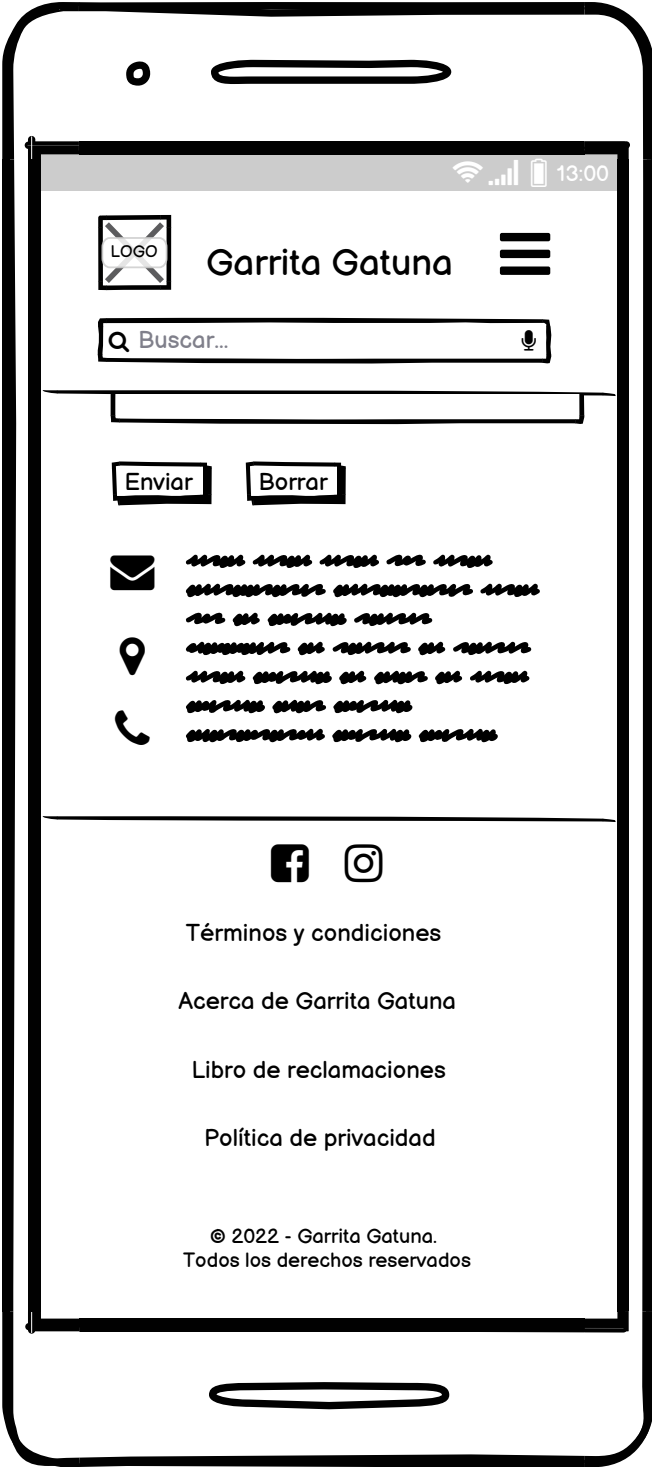 13:00
LOGO
Garrita Gatuna
Buscar...
Enviar
Borrar
Términos y condiciones
Acerca de Garrita Gatuna
Libro de reclamaciones
Política de privacidad
© 2022 - Garrita Gatuna.
Todos los derechos reservados